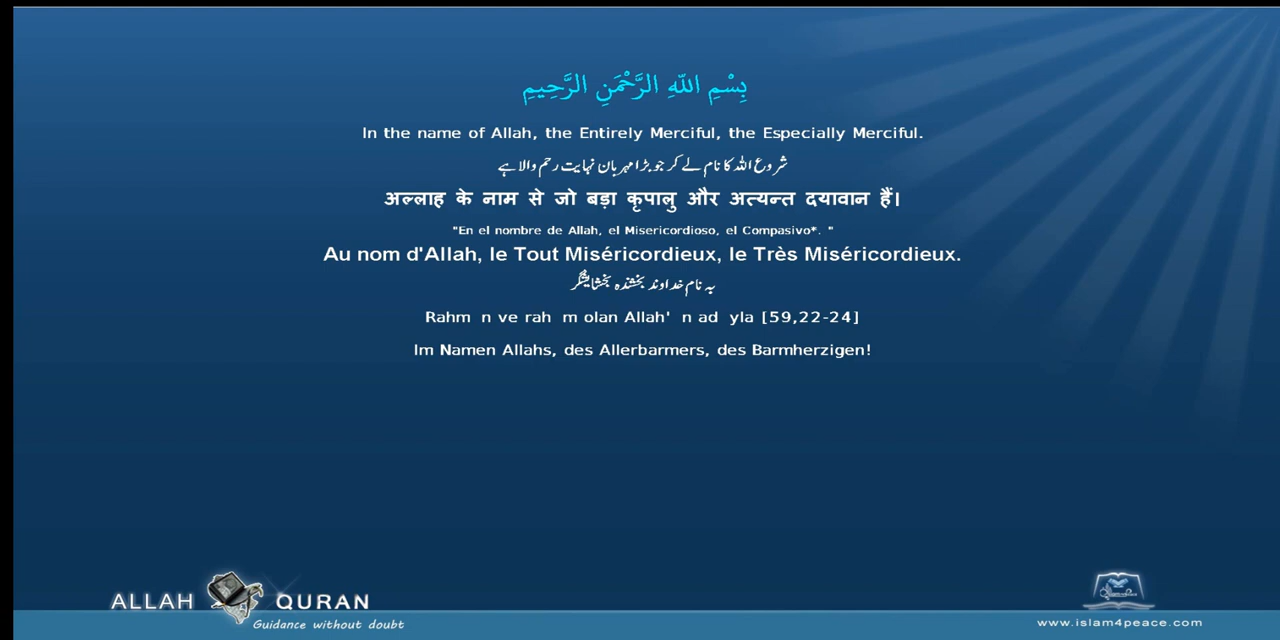 بِسْمِ اللّهِ الرَّحْمَنِ الرَّحِيمِ
In the name of Allah, the Entirely Merciful, the Especially Merciful.
شروع الله کا نام لے کر جو بڑا مہربان نہایت رحم والا ہے
अल्लाह के नाम से जो बड़ा कृपालु और अत्यन्त दयावान हैं।
"En el nombre de Allah, el Misericordioso, el Compasivo*. "
Au nom d'Allah, le Tout Miséricordieux, le Très Miséricordieux.
به نام خداوند بخشنده بخشایشگر
Rahm n ve rah m olan Allah' n ad yla [59,22-24]
Im Namen Allahs, des Allerbarmers, des Barmherzigen!
ALLAH QURAN
Guidance without doubt
www.islam4peace.com